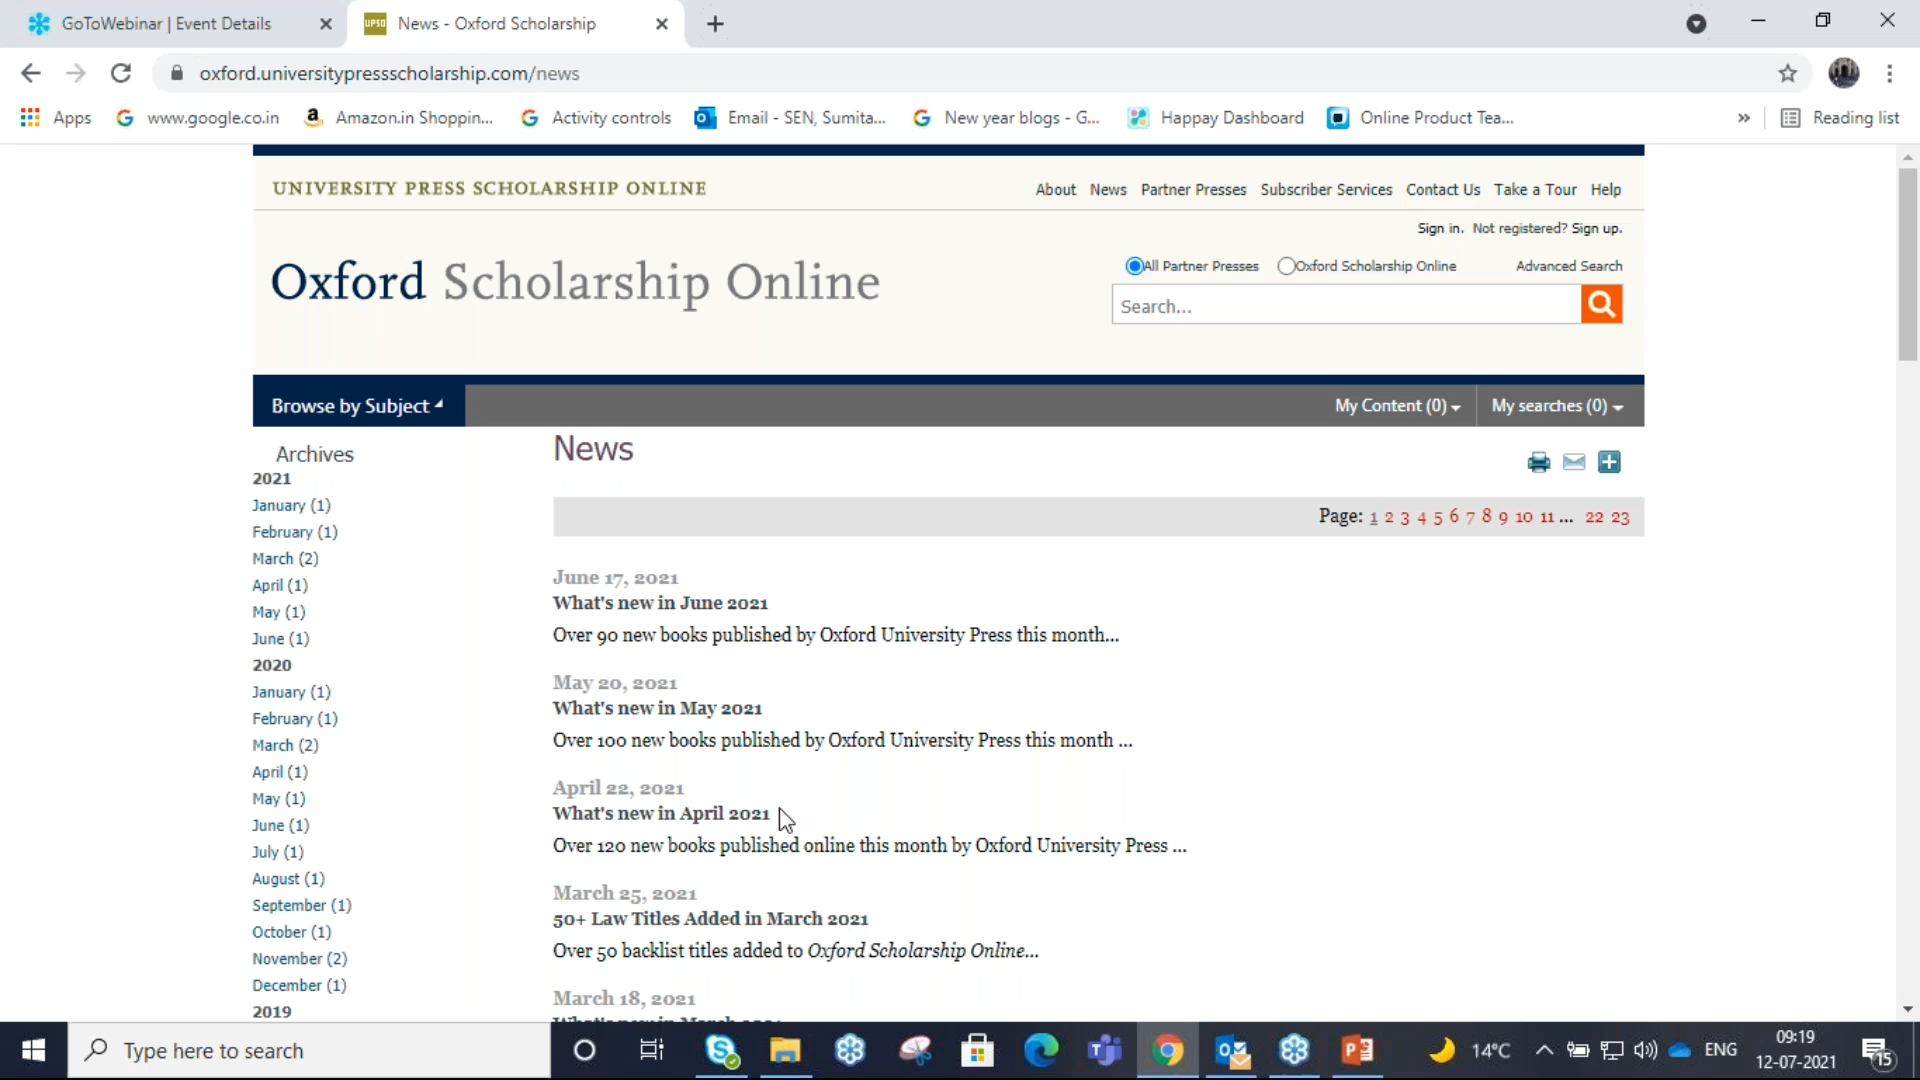 GoToWebinar | Event Details
UPSO
News - Oxford Scholarship
oxford.universitypressscholarship.com/news
Apps
www.google.co.in
Amazon.in Shoppin...
Activity controls
Email - SEN, Sumita...
New year blogs - G...
Happay Dashboard
Online Product Tea...
»
Reading list
UNIVERSITY PRESS SCHOLARSHIP ONLINE
About News Partner Presses Subscriber Services Contact Us Take a Tour Help
Sign in. Not registered? Sign up.
Oxford Scholarship Online
All Partner Presses Oxford Scholarship Online Advanced Search
Search...
Browse by Subject
My Content (0)
My searches (0)
Archives
2021
January (1)
February (1)
March (2)
April (1)
May (1)
June (1)
2020
January (1)
February (1)
March (2)
April (1)
May (1)
June (1)
July (1)
August (1)
September (1)
October (1)
November (2)
December (1)
2019
News
Page: 1 2 3 4 5 6 7 8 9 10 11 ... 22 23
June 17, 2021
What's new in June 2021
Over 90 new books published by Oxford University Press this month...
May 20, 2021
What's new in May 2021
Over 100 new books published by Oxford University Press this month ...
April 22, 2021
What's new in April 2021
Over 120 new books published online this month by Oxford University Press ...
March 25, 2021
50+ Law Titles Added in March 2021
Over 50 backlist titles added to Oxford Scholarship Online...
March 18, 2021
Type here to search
14°C
ENG
09:19
12-07-2021
15